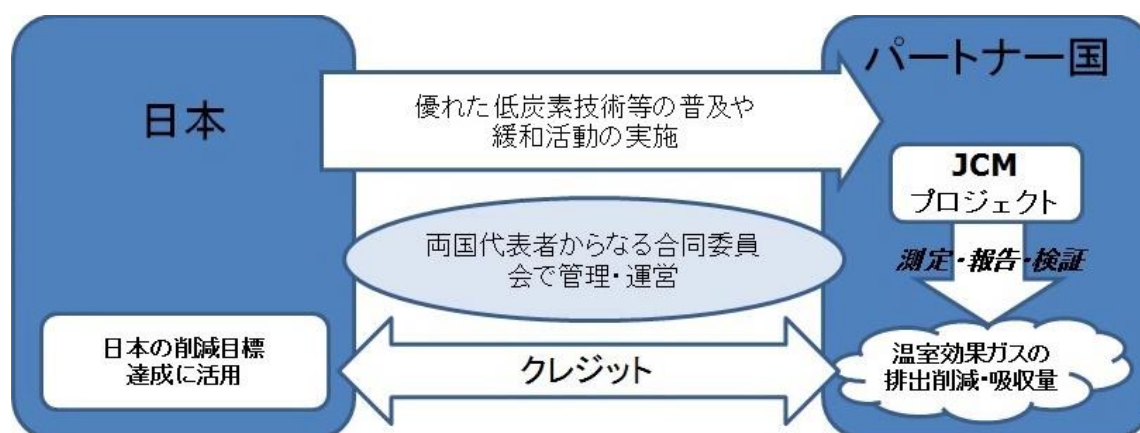 日本
優れた低炭素技術等の普及や
緩和活動の実施
両国代表者からなる合同委員
会で管理・運営
日本の削減目標
達成に活用
クレジット
パートナー国
JCM
プロジェクト
測定・報告・検証
温室効果ガスの
排出削減・吸収量